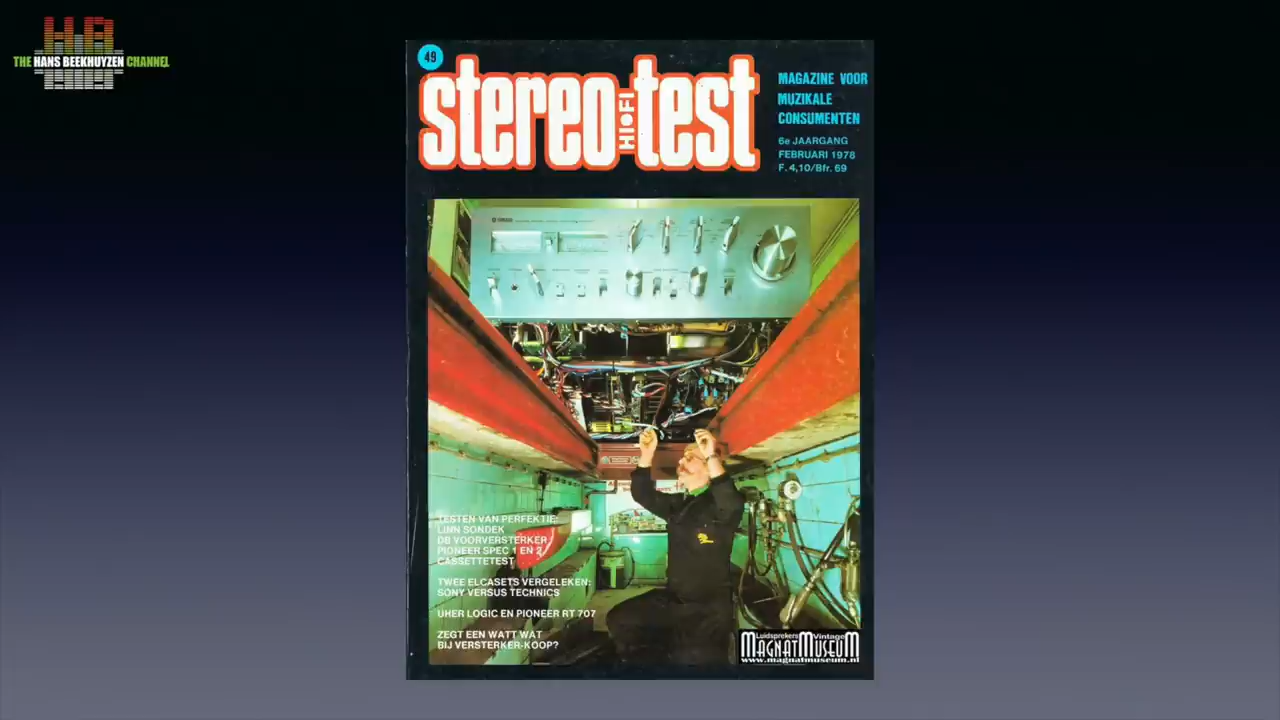 THE HANS BEEKHUYZEN CHANNEL
49
stereo HI-FI test
MAGAZINE VOOR
MUZIKALE
CONSUMENTEN
6e JAARGANG
FEBRUARI 1978
F. 4,10/Bfr. 69
TESTEN VAN PERFEKTIE:
LINN SONDEK
DB VOORVERSTERKER
PIONEER SPEC 1 EN 2
CASSETTETEST
TWEE ELCASETS VERGELEKEN:
SONY VERSUS TECHNICS
UHER LOGIC EN PIONEER RT 707
ZEGT EEN WATT WAT
BIJ VERSTERKER-KOOP?
Luidsprekers Vintage
MAGNATMUSEUM
www.magnatmuseum.nl